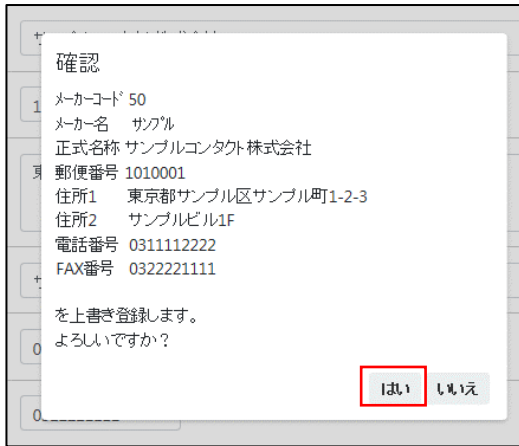 確認
ﾒｰｶｰｺｰﾄﾞ 50
ﾒｰｶｰ名 ｻﾝﾌﾟﾙ
正式名称 サンプルコンタクト株式会社
郵便番号 1010001
住所1 東京都サンプル区サンプル町1-2-3
住所2 サンプルビル1F
電話番号 0311112222
FAX番号 0322221111
を上書き登録します。
よろしいですか？
はい いいえ